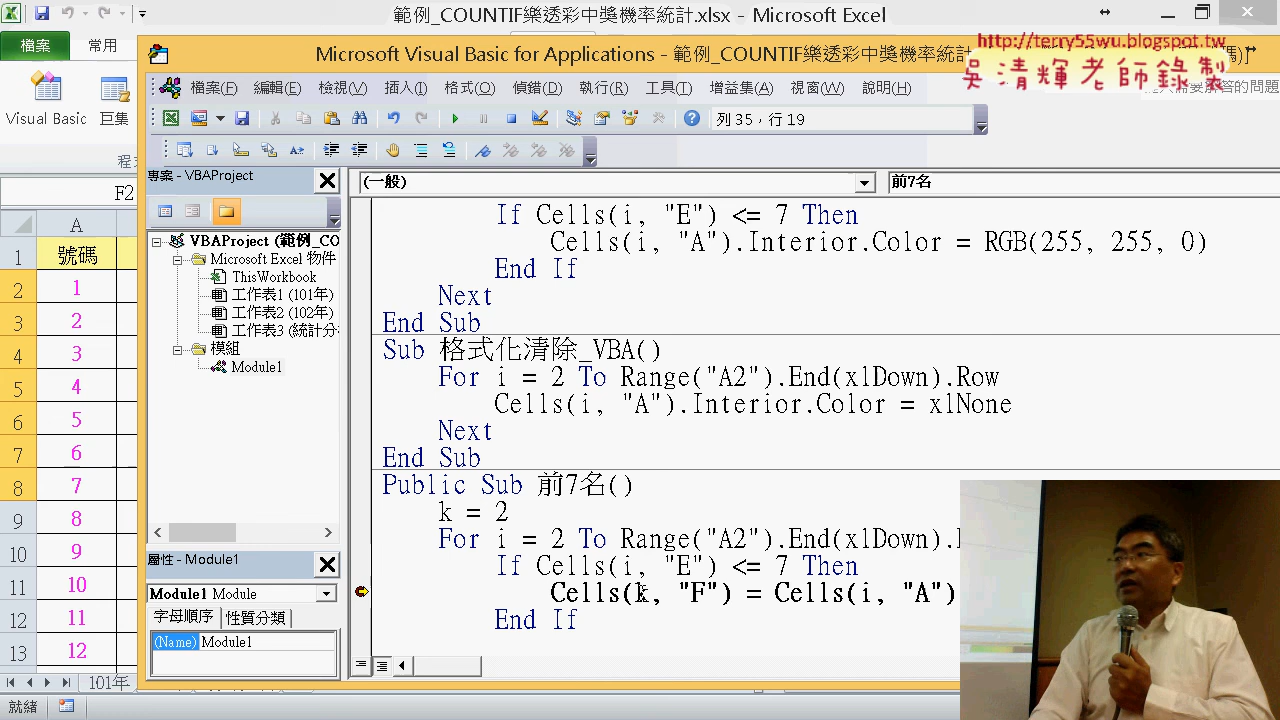 範例_COUNTIF樂透彩中獎機率統計.xlsx - Microsoft Excel
檔案
常用
Visual Basic
巨集
F2
A
1 號碼
2 1
3 2
4 3
5 4
6 5
7 6
8 7
9 8
10 9
11 10
12 11
13 12
101年
就緒
Microsoft Visual Basic for Applications - 範例_COUNTIF樂透彩中獎機率統計
http://terry55wu.blogspot.tw
吳清輝老師錄製
檔案(F) 編輯(E) 檢視(V) 插入(I) 格式(O) 偵錯(D) 執行(R) 工具(T) 增益集(A) 視窗(W) 說明(H)
列 35，行 19
專案 - VBAProject
VBAProject (範例_CO
Microsoft Excel 物件
ThisWorkbook
工作表1 (101年)
工作表2 (102年)
工作表3 (統計分
模組
Module1
屬性 - Module1
Module1 Module
字母順序 性質分類
(Name) Module1
(一般)
前7名
If Cells(i, "E") <= 7 Then
Cells(i, "A").Interior.Color = RGB(255, 255, 0)
End If
Next
End Sub
Sub 格式化清除_VBA()
For i = 2 To Range("A2").End(xlDown).Row
Cells(i, "A").Interior.Color = xlNone
Next
End Sub
Public Sub 前7名()
k = 2
For i = 2 To Range("A2").End(xlDown).
If Cells(i, "E") <= 7 Then
Cells(k, "F") = Cells(i, "A")
End If